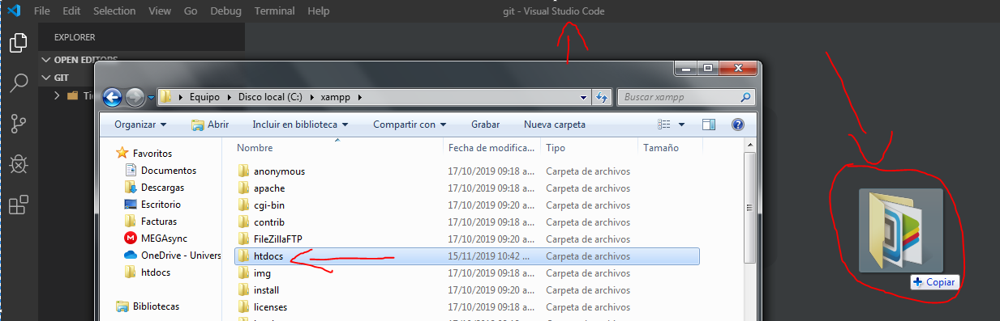 File Edit Selection View Go Debug Terminal Help git - Visual Studio Code
EXPLORER
OPEN EDITORS
GIT
Equipo Disco local (C:) xampp Buscar xampp
Organizar Abrir Incluir en biblioteca Compartir con Grabar Nueva carpeta
Favoritos
Documentos
Descargas
Escritorio
Facturas
MEGAsync
OneDrive - Univers
htdocs
Bibliotecas
Nombre Fecha de modifica... Tipo Tamaño
anonymous 17/10/2019 09:18 a... Carpeta de archivos
apache 17/10/2019 09:18 a... Carpeta de archivos
cgi-bin 17/10/2019 09:20 a... Carpeta de archivos
contrib 17/10/2019 09:18 a... Carpeta de archivos
FileZillaFTP 17/10/2019 09:20 a... Carpeta de archivos
htdocs 15/11/2019 10:42 ... Carpeta de archivos
img 17/10/2019 09:18 a... Carpeta de archivos
install 17/10/2019 09:20 a... Carpeta de archivos
licenses 17/10/2019 09:18 a... Carpeta de archivos
Copiar